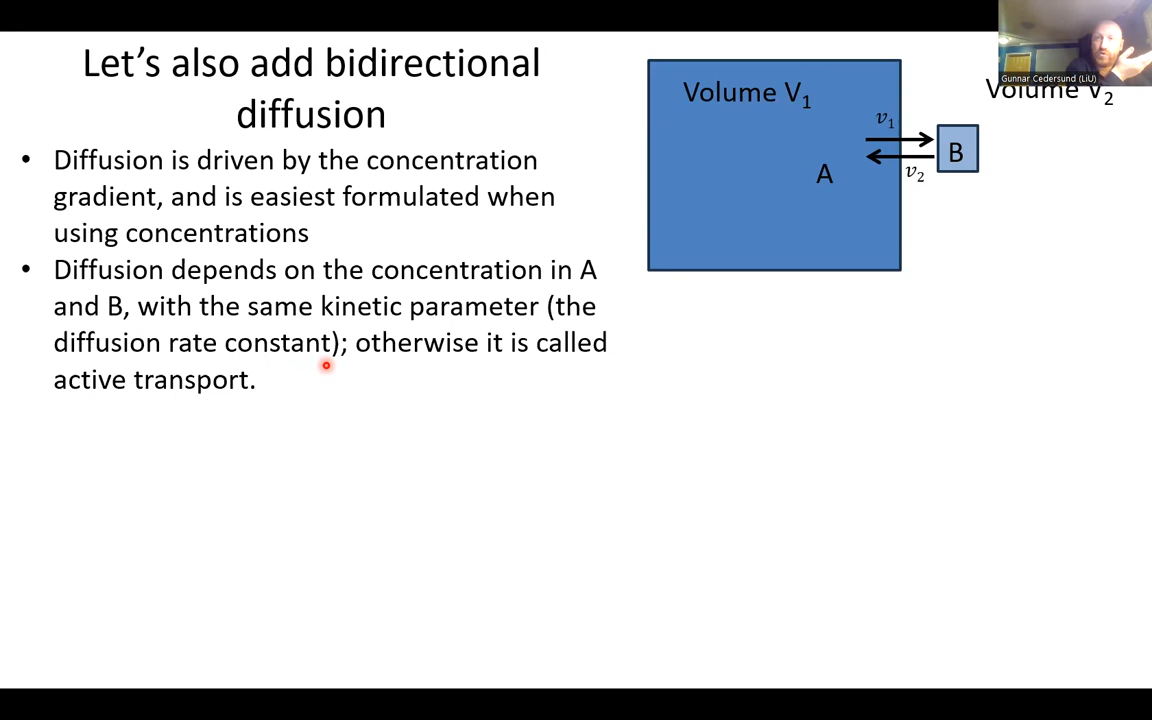 Let's also add bidirectional
diffusion
• Diffusion is driven by the concentration
gradient, and is easiest formulated when
using concentrations
• Diffusion depends on the concentration in A
and B, with the same kinetic parameter (the
diffusion rate constant); otherwise it is called
active transport.
Volume V₁
v₁
A
v₂
B
Gunnar Cedersund (LiU)
Volume V₂